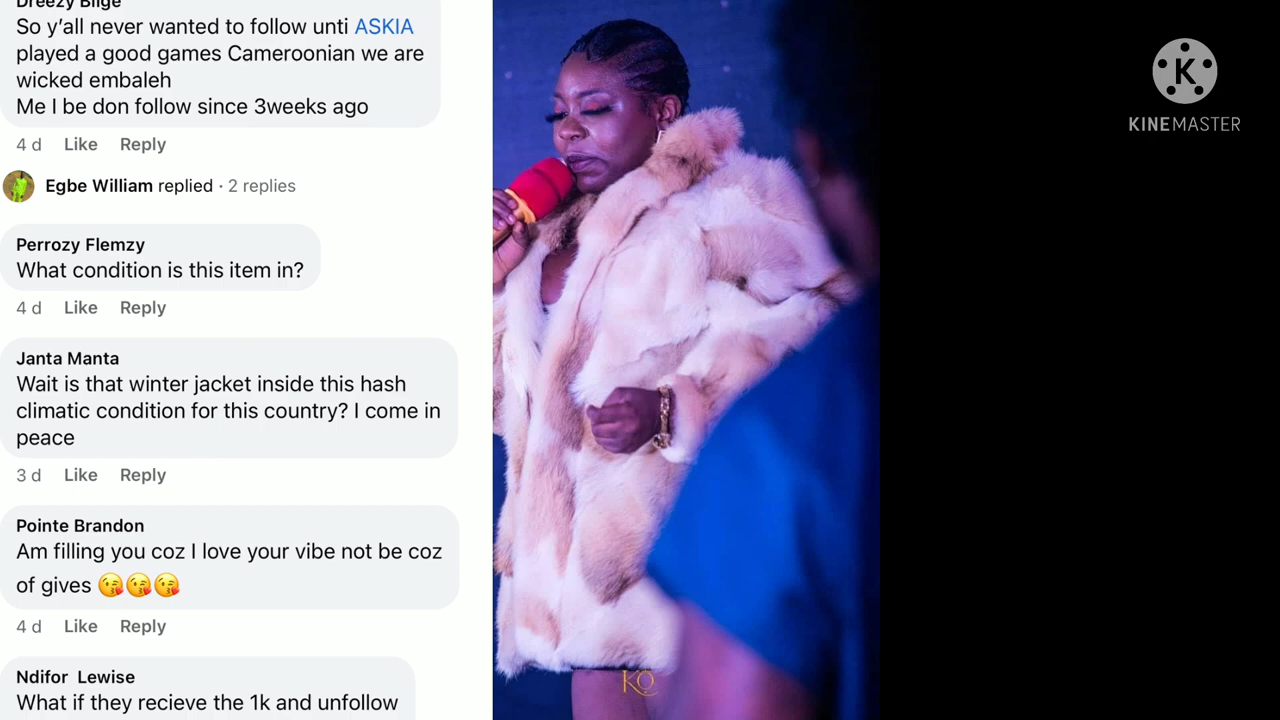 Dreezy Blige
So y'all never wanted to follow unti ASKIA
played a good games Cameroonian we are
wicked embaleh
Me I be don follow since 3weeks ago
4 d Like Reply
Egbe William replied · 2 replies
Perrozy Flemzy
What condition is this item in?
4 d Like Reply
Janta Manta
Wait is that winter jacket inside this hash
climatic condition for this country? I come in
peace
3 d Like Reply
Pointe Brandon
Am filling you coz I love your vibe not be coz
of gives 😘😘😘
4 d Like Reply
Ndifor Lewise
What if they recieve the 1k and unfollow
KO
K
KINEMASTER